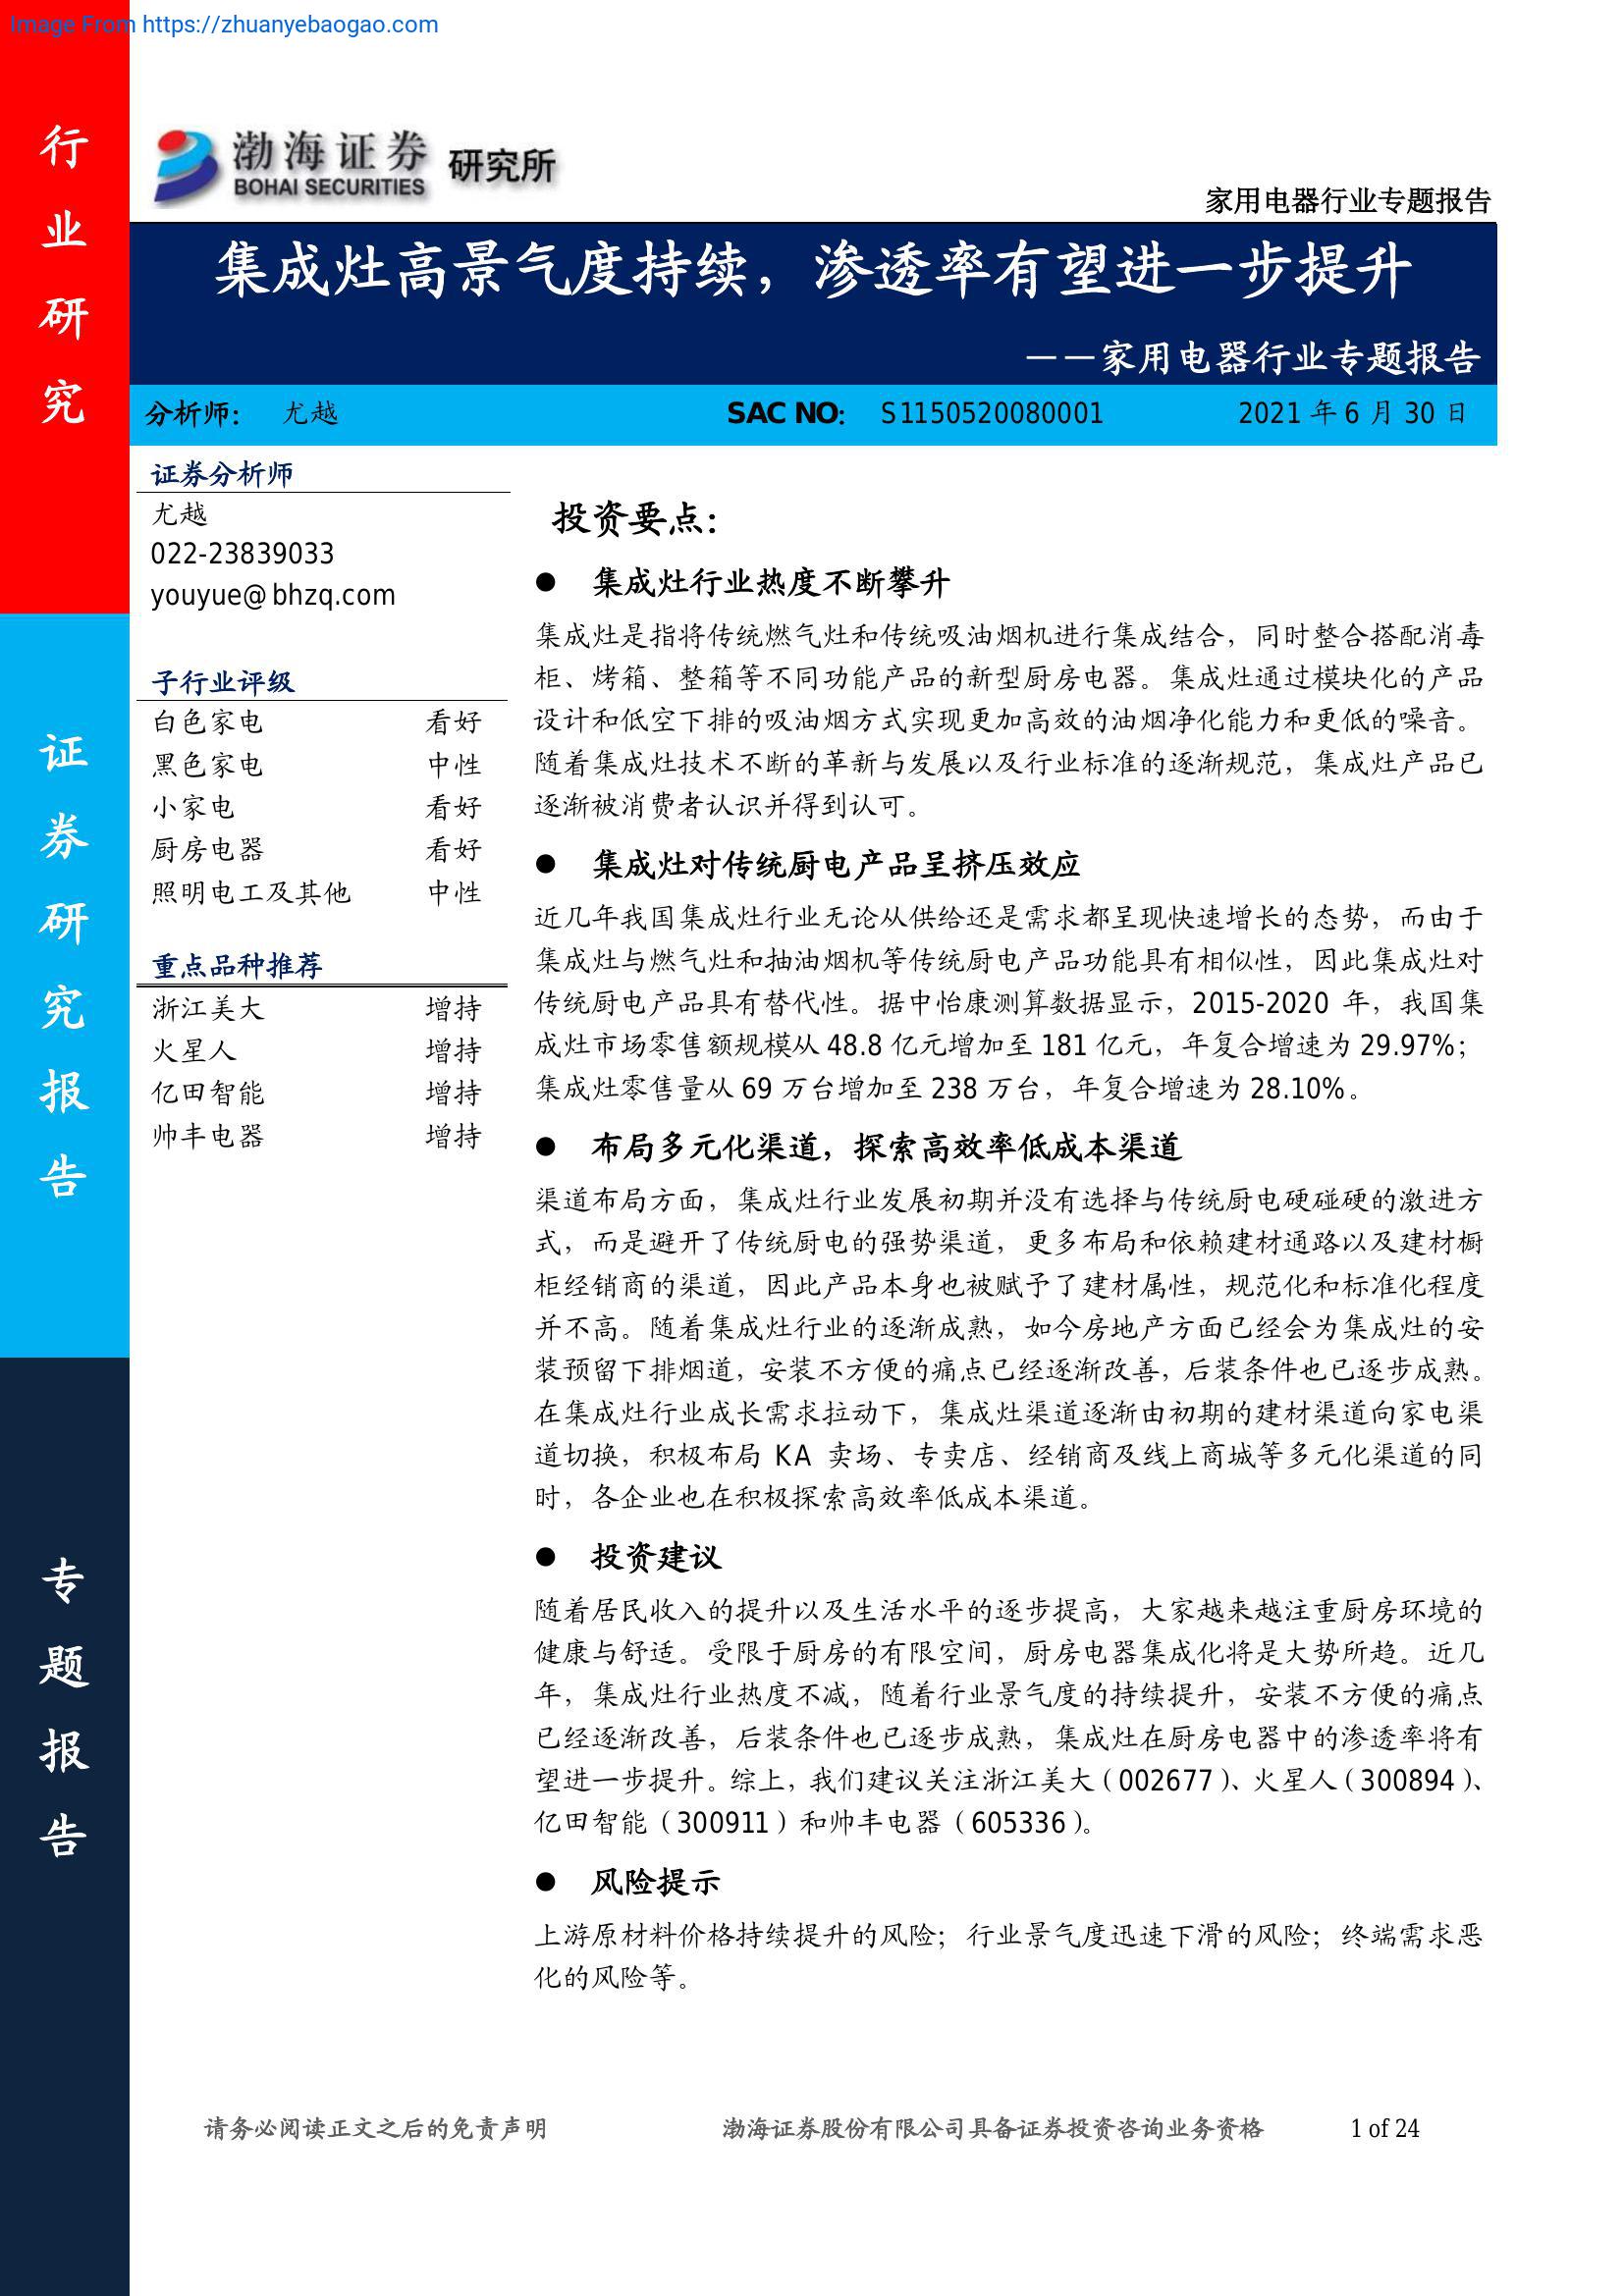 Image From https://zhuanyebaogao.com
行业研究
证券研究报告
专题报告
渤海证券 研究所
BOHAI SECURITIES
家用电器行业专题报告
集成灶高景气度持续，渗透率有望进一步提升
——家用电器行业专题报告
分析师： 尤越 SAC NO： S1150520080001 2021 年 6 月 30 日
证券分析师
尤越
022-23839033
youyue@bhzq.com
子行业评级
白色家电 看好
黑色家电 中性
小家电 看好
厨房电器 看好
照明电工及其他 中性
重点品种推荐
浙江美大 增持
火星人 增持
亿田智能 增持
帅丰电器 增持
投资要点：
● 集成灶行业热度不断攀升
集成灶是指将传统燃气灶和传统吸油烟机进行集成结合，同时整合搭配消毒
柜、烤箱、整箱等不同功能产品的新型厨房电器。集成灶通过模块化的产品
设计和低空下排的吸油烟方式实现更加高效的油烟净化能力和更低的噪音。
随着集成灶技术不断的革新与发展以及行业标准的逐渐规范，集成灶产品已
逐渐被消费者认识并得到认可。
● 集成灶对传统厨电产品呈挤压效应
近几年我国集成灶行业无论从供给还是需求都呈现快速增长的态势，而由于
集成灶与燃气灶和抽油烟机等传统厨电产品功能具有相似性，因此集成灶对
传统厨电产品具有替代性。据中怡康测算数据显示，2015-2020 年，我国集
成灶市场零售额规模从 48.8 亿元增加至 181 亿元，年复合增速为 29.97%；
集成灶零售量从 69 万台增加至 238 万台，年复合增速为 28.10%。
● 布局多元化渠道，探索高效率低成本渠道
渠道布局方面，集成灶行业发展初期并没有选择与传统厨电硬碰硬的激进方
式，而是避开了传统厨电的强势渠道，更多布局和依赖建材通路以及建材橱
柜经销商的渠道，因此产品本身也被赋予了建材属性，规范化和标准化程度
并不高。随着集成灶行业的逐渐成熟，如今房地产方面已经会为集成灶的安
装预留下排烟道，安装不方便的痛点已经逐渐改善，后装条件也已逐步成熟。
在集成灶行业成长需求拉动下，集成灶渠道逐渐由初期的建材渠道向家电渠
道切换，积极布局 KA 卖场、专卖店、经销商及线上商城等多元化渠道的同
时，各企业也在积极探索高效率低成本渠道。
● 投资建议
随着居民收入的提升以及生活水平的逐步提高，大家越来越注重厨房环境的
健康与舒适。受限于厨房的有限空间，厨房电器集成化将是大势所趋。近几
年，集成灶行业热度不减，随着行业景气度的持续提升，安装不方便的痛点
已经逐渐改善，后装条件也已逐步成熟，集成灶在厨房电器中的渗透率将有
望进一步提升。综上，我们建议关注浙江美大（002677）、火星人（300894）、
亿田智能（300911）和帅丰电器（605336）。
● 风险提示
上游原材料价格持续提升的风险；行业景气度迅速下滑的风险；终端需求恶
化的风险等。
请务必阅读正文之后的免责声明 渤海证券股份有限公司具备证券投资咨询业务资格 1 of 24